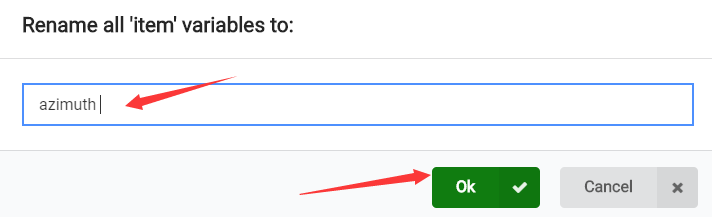 Rename all 'item' variables to:
azimuth
Ok
Cancel